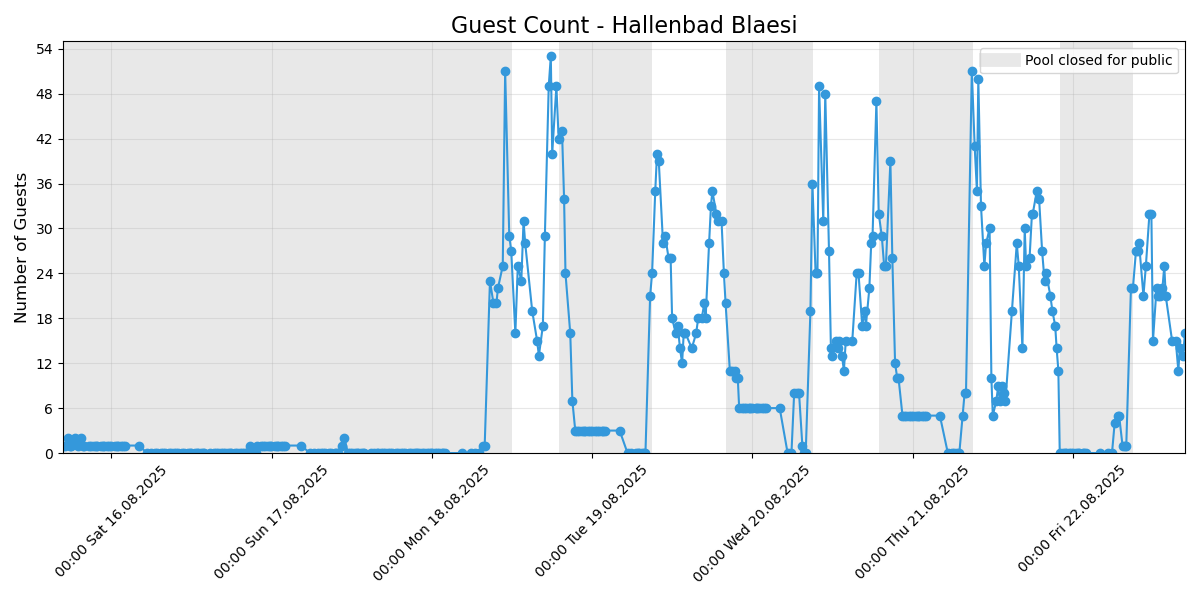 Guest Count - Hallenbad Blaesi
Pool closed for public
Number of Guests
54
48
42
36
30
24
18
12
6
0
00:00 Sat 16.08.2025
00:00 Sun 17.08.2025
00:00 Mon 18.08.2025
00:00 Tue 19.08.2025
00:00 Wed 20.08.2025
00:00 Thu 21.08.2025
00:00 Fri 22.08.2025